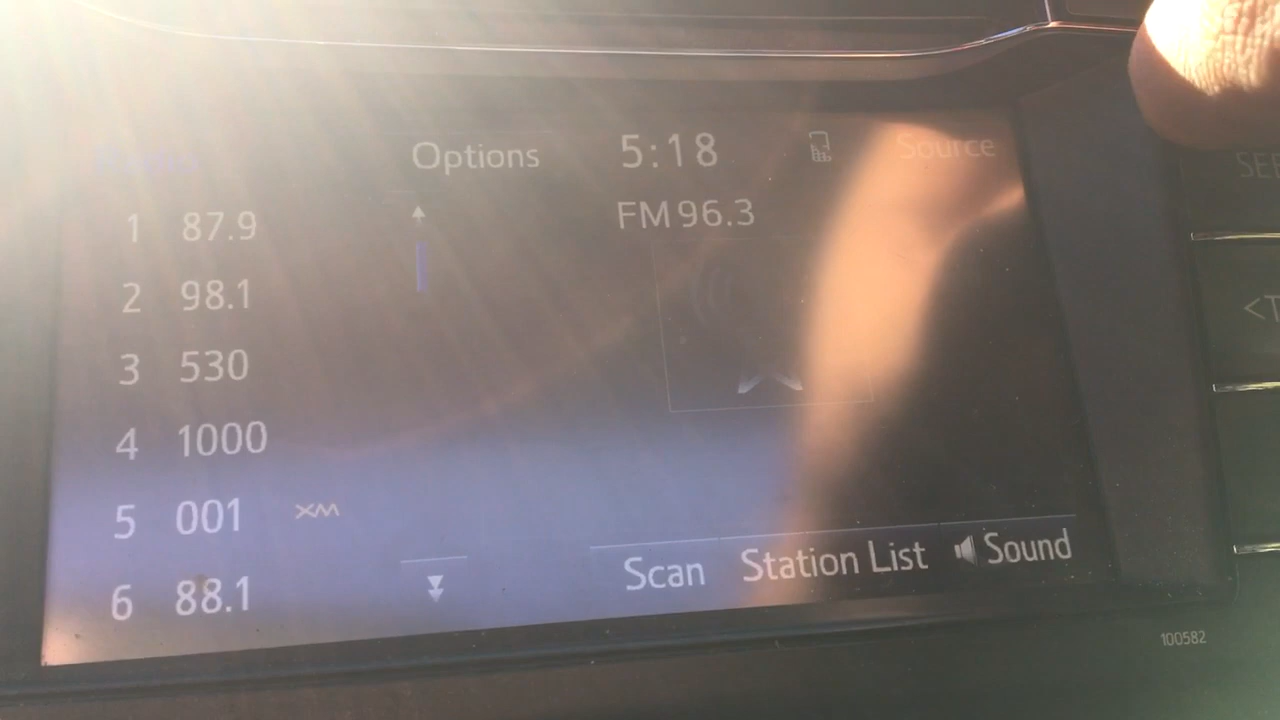 Options 5:18 Source
FM 96.3
1 87.9
2 98.1
3 530
4 1000
5 001 XM
6 88.1
Scan Station List Sound
100582